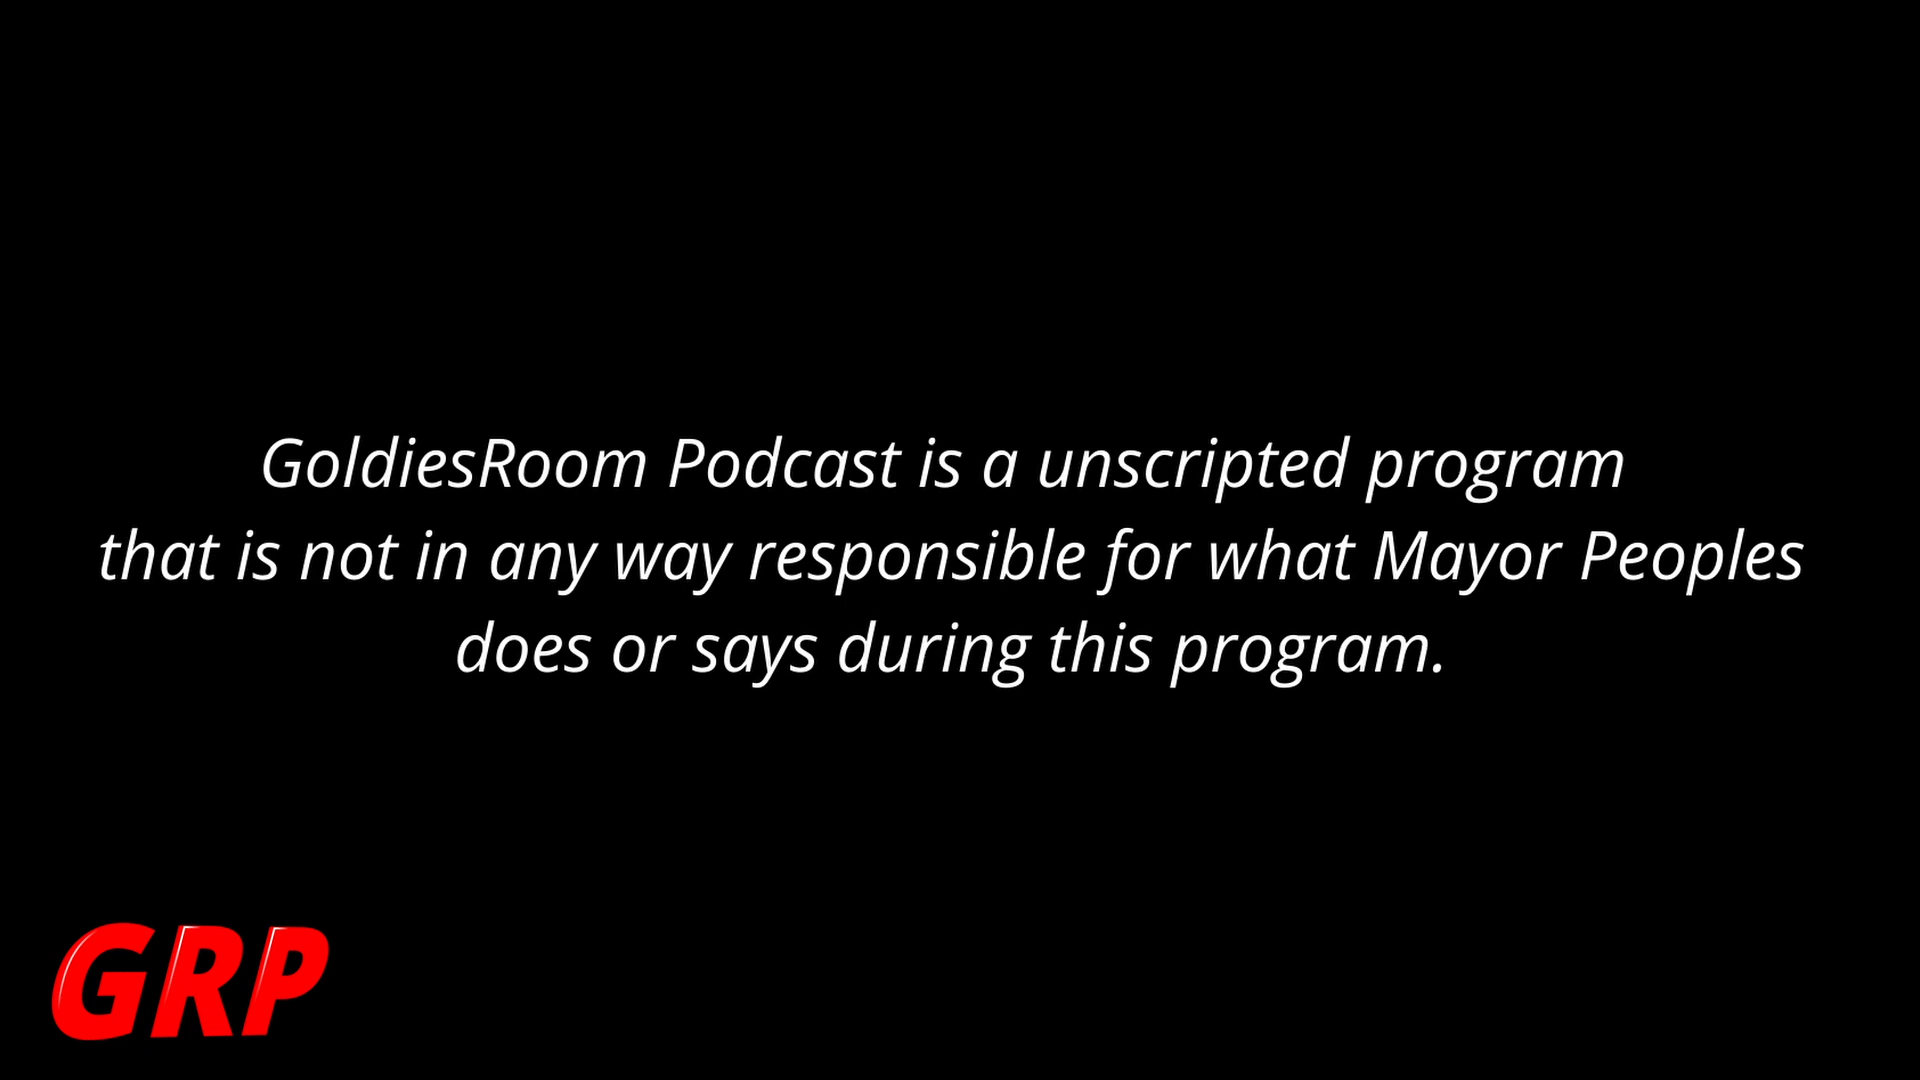 GoldiesRoom Podcast is a unscripted program
that is not in any way responsible for what Mayor Peoples
does or says during this program.
GRP